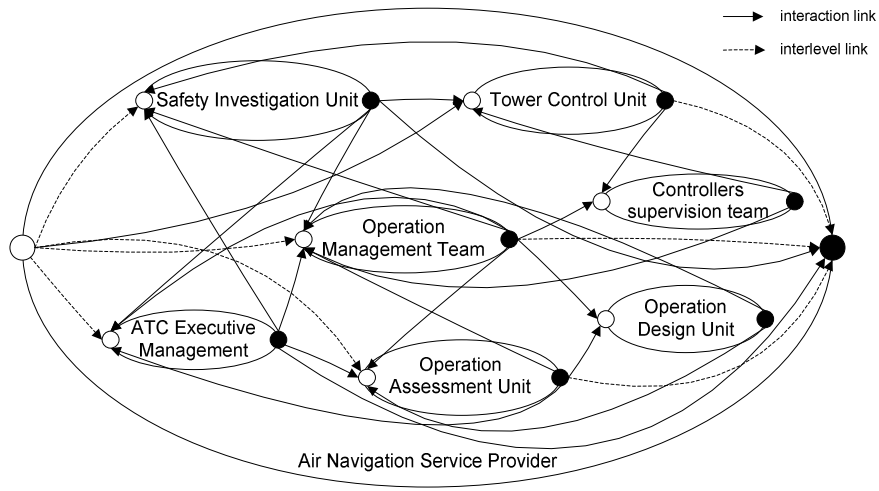 interaction link
interlevel link
Safety Investigation Unit
Tower Control Unit
Controllers
supervision team
Operation
Management Team
Operation
Design Unit
ATC Executive
Management
Operation
Assessment Unit
Air Navigation Service Provider